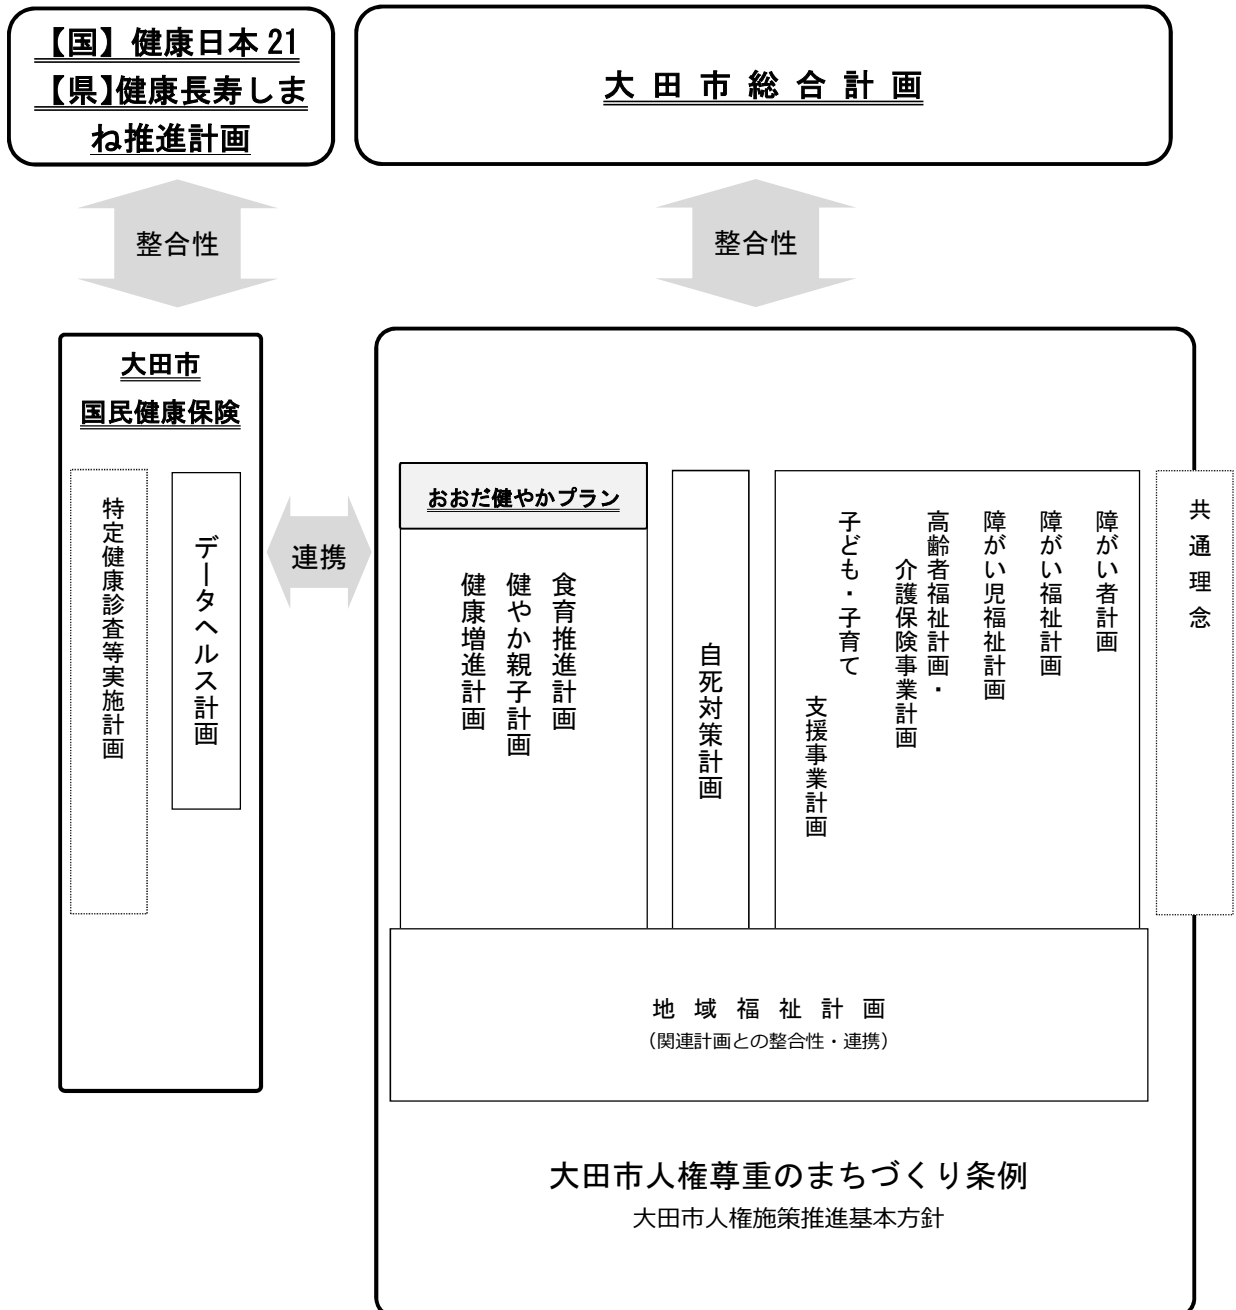 【国】健康日本21
【県】健康長寿しま
ね推進計画
大田市総合計画
整合性
整合性
大田市
国民健康保険
特定健康診査等実施計画
データヘルス計画
連携
おおだ健やかプラン
食育推進計画
健やか親子計画
健康増進計画
自死対策計画
障がい者計画
障がい福祉計画
障がい児福祉計画
高齢者福祉計画・
介護保険事業計画
子ども・子育て
支援事業計画
共通理念
地域福祉計画
（関連計画との整合性・連携）
大田市人権尊重のまちづくり条例
大田市人権施策推進基本方針